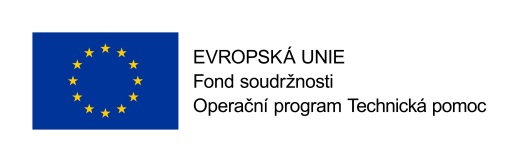 EVROPSKÁ UNIE
Fond soudržnosti
Operační program Technická pomoc